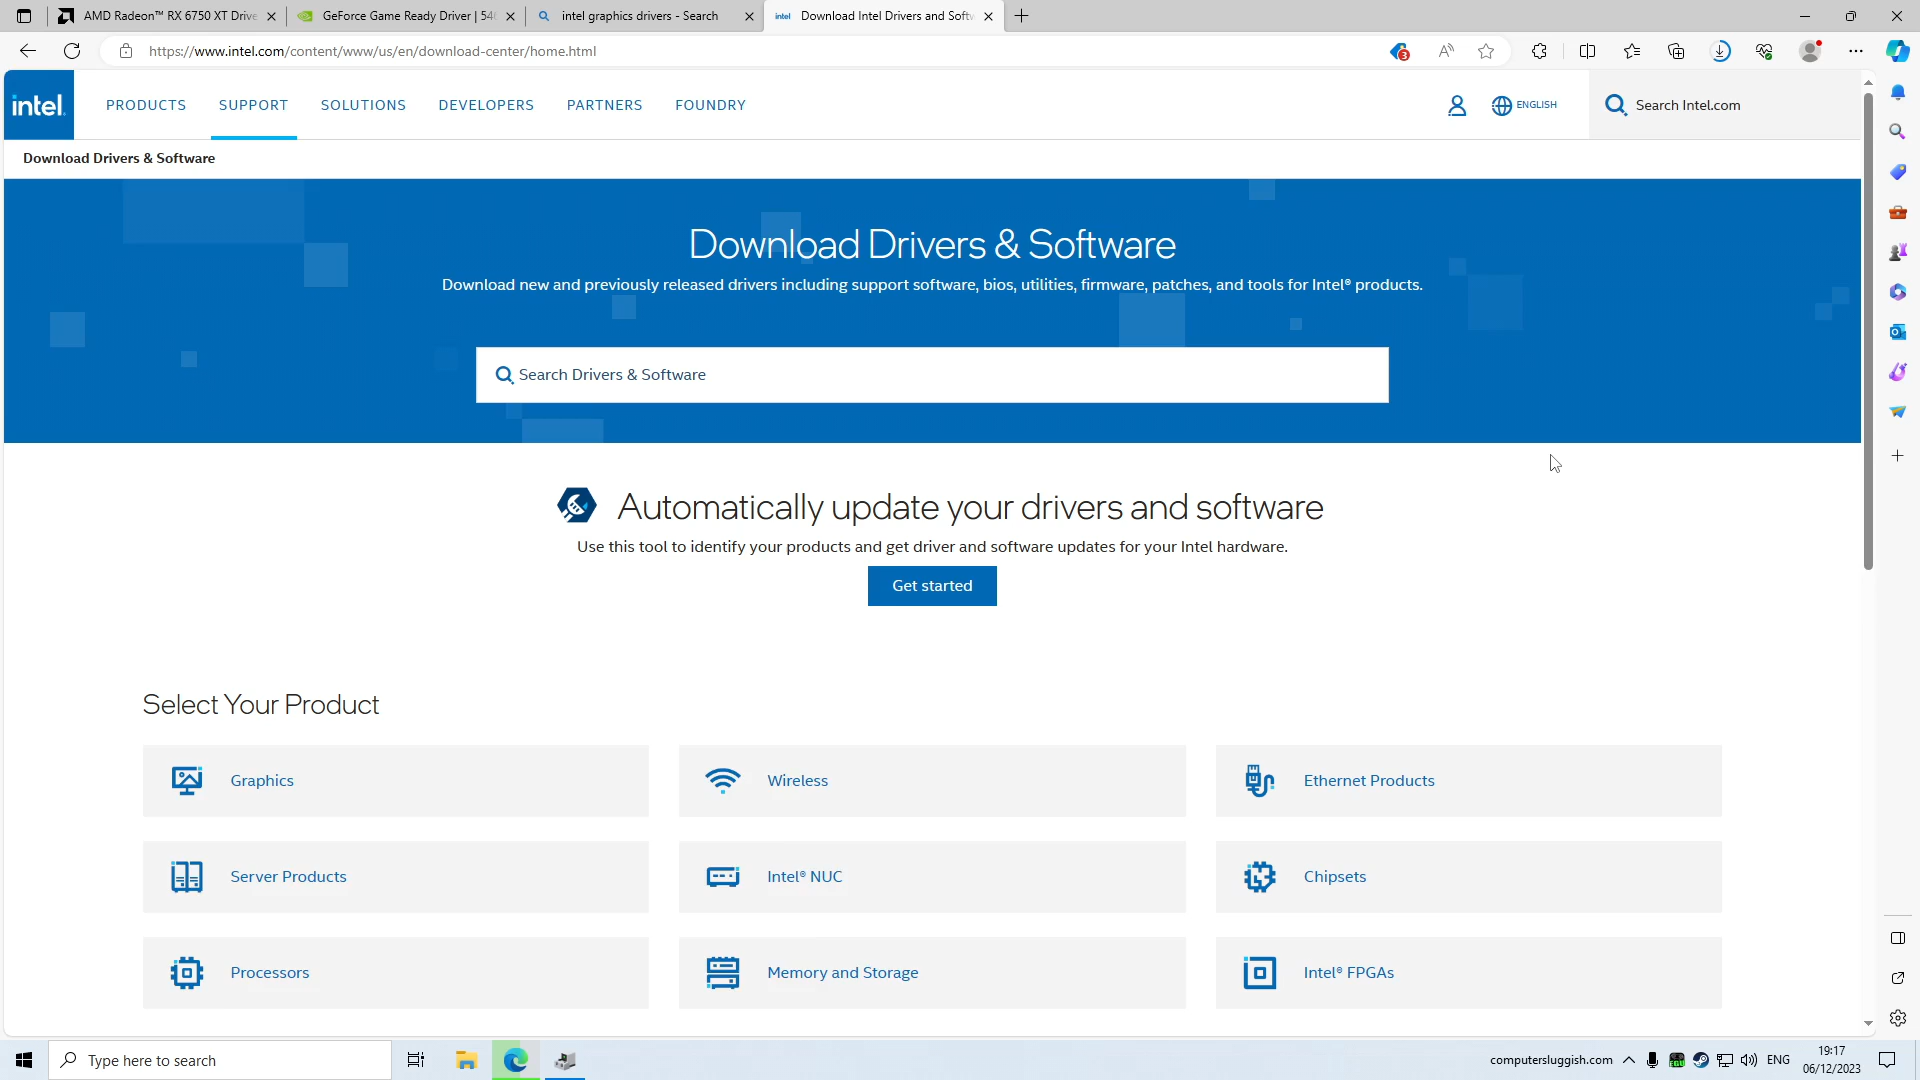 AMD Radeon™ RX 6750 XT Drive
GeForce Game Ready Driver | 546
intel graphics drivers - Search
intel
Download Intel Drivers and Softw
https://www.intel.com/content/www/us/en/download-center/home.html
3
intel.
PRODUCTS
SUPPORT
SOLUTIONS
DEVELOPERS
PARTNERS
FOUNDRY
ENGLISH
Search Intel.com
Download Drivers & Software
Download Drivers & Software
Download new and previously released drivers including support software, bios, utilities, firmware, patches, and tools for Intel® products.
Search Drivers & Software
Automatically update your drivers and software
Use this tool to identify your products and get driver and software updates for your Intel hardware.
Get started
Select Your Product
Graphics
Wireless
Ethernet Products
Server Products
Intel® NUC
Chipsets
Processors
Memory and Storage
Intel® FPGAs
Type here to search
computersluggish.com
ENG
19:17
06/12/2023